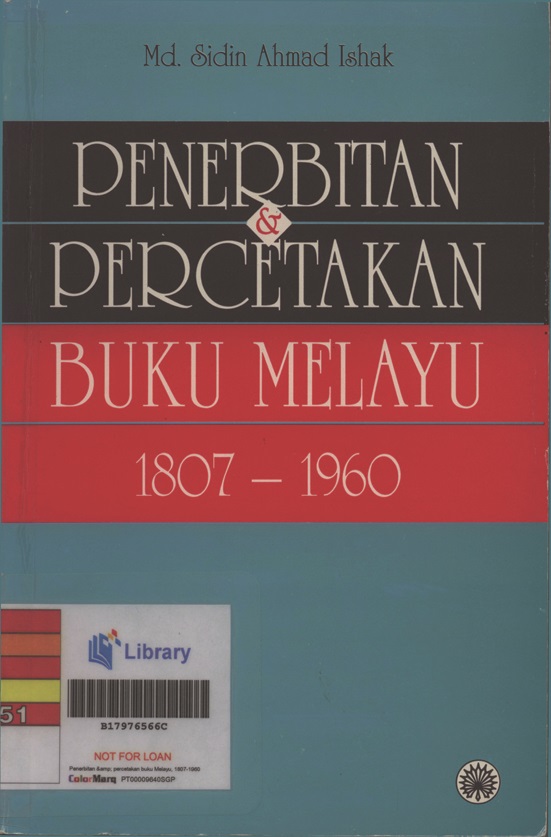 Md. Sidin Ahmad Ishak
PENERBITAN
&
PERCETAKAN
BUKU MELAYU
1807 – 1960
Library
51
B17976566C
NOT FOR LOAN
Penerbitan &amp; percetakan buku Melayu, 1807-1960
ColorMarq PT00009840SGP